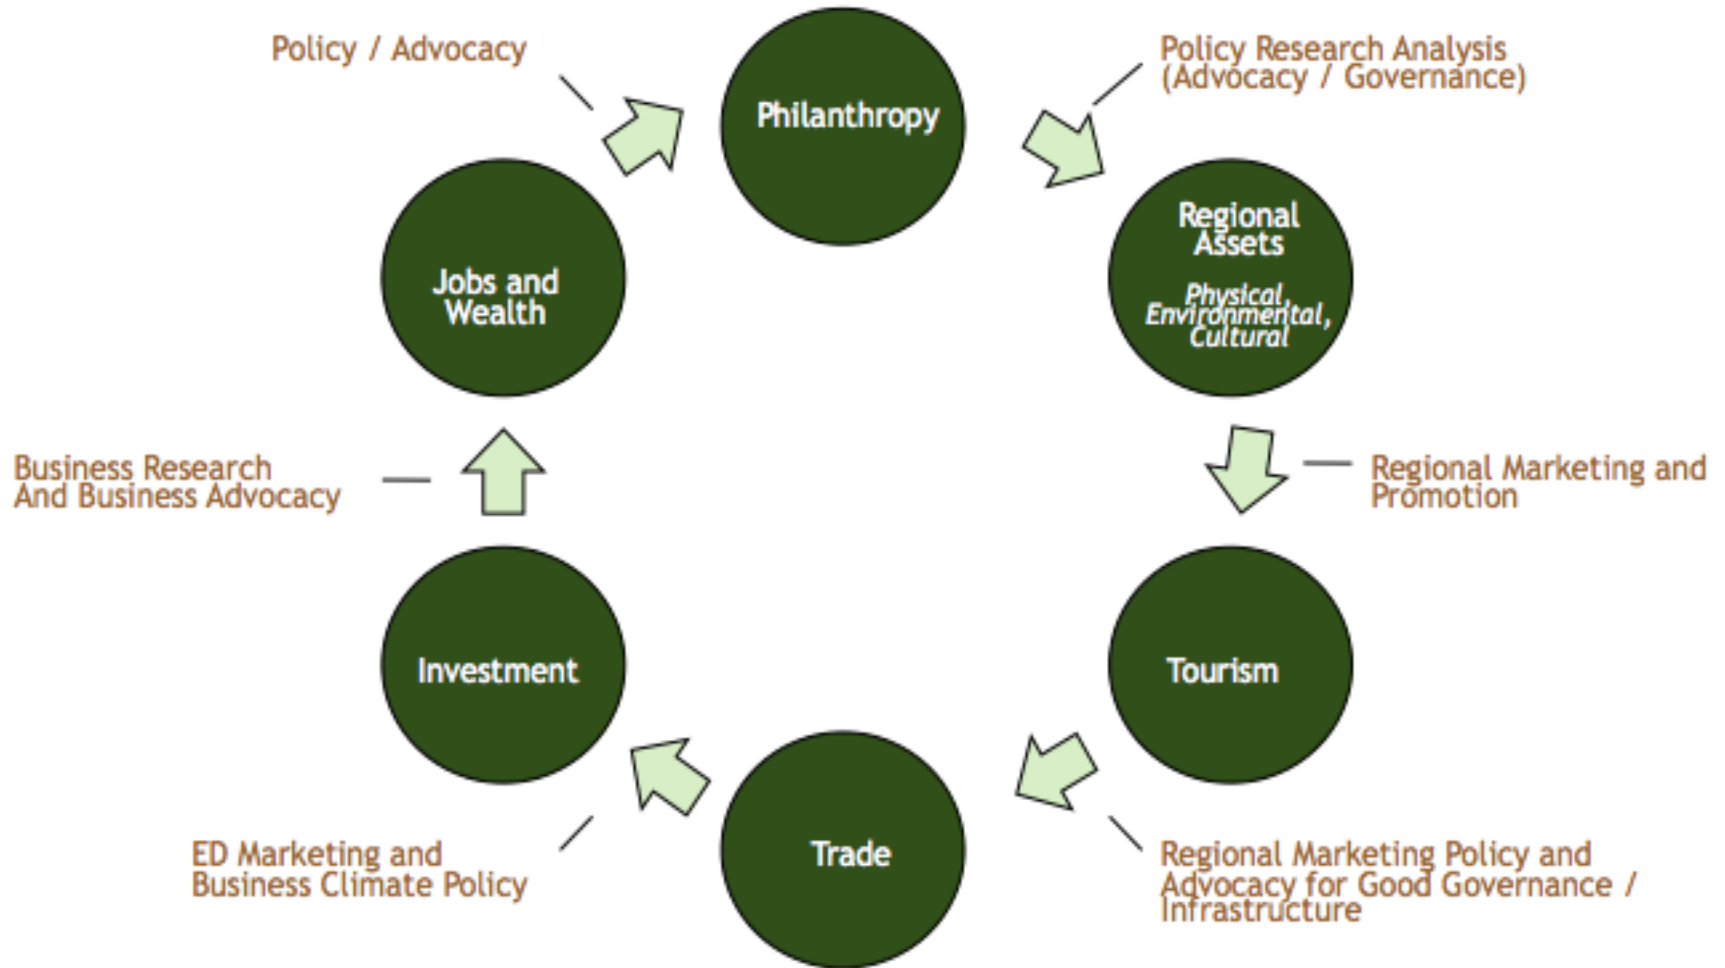 Policy / Advocacy
Policy Research Analysis
(Advocacy / Governance)
Philanthropy
Regional
Assets
Physical,
Environmental,
Cultural
Jobs and
Wealth
Business Research
And Business Advocacy
Regional Marketing and
Promotion
Investment
Tourism
Trade
ED Marketing and
Business Climate Policy
Regional Marketing Policy and
Advocacy for Good Governance /
Infrastructure